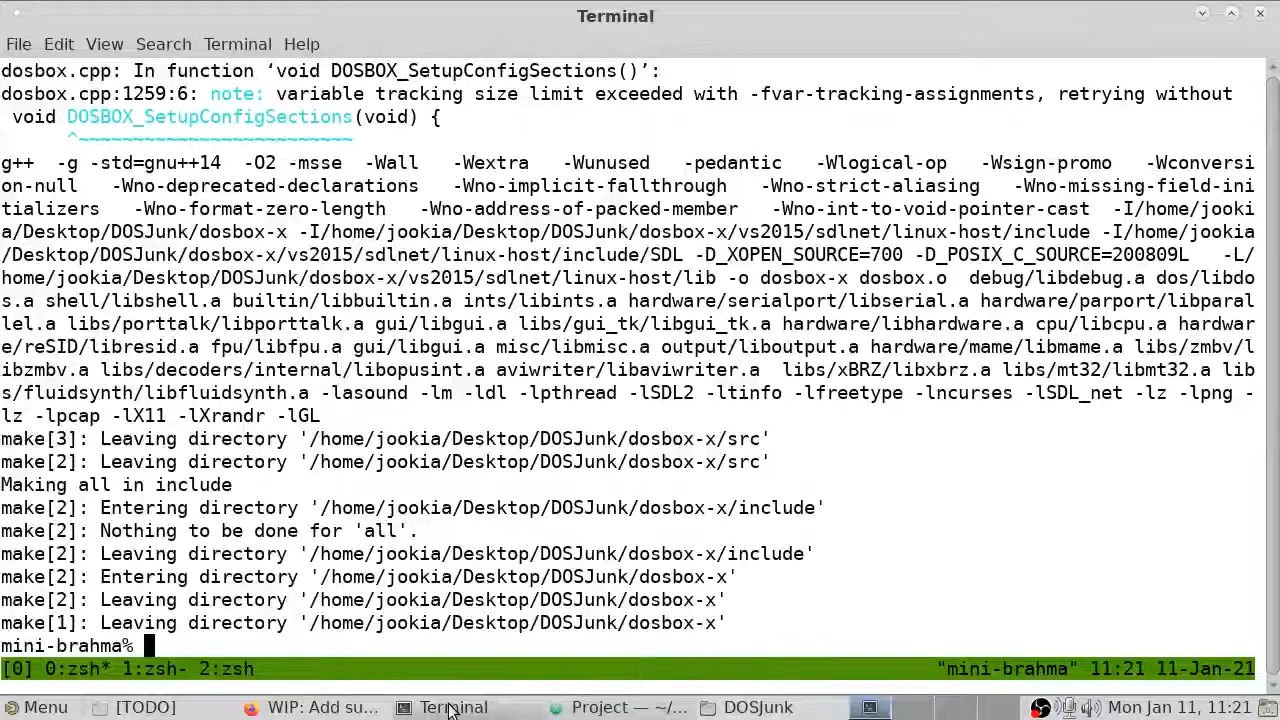 Terminal
File Edit View Search Terminal Help
dosbox.cpp: In function ‘void DOSBOX_SetupConfigSections()’:
dosbox.cpp:1259:6: note: variable tracking size limit exceeded with -fvar-tracking-assignments, retrying without
void DOSBOX_SetupConfigSections(void) {
^~~~~~~~~~~~~~~~~~~~~~~~~~
g++ -g -std=gnu++14 -O2 -msse -Wall -Wextra -Wunused -pedantic -Wlogical-op -Wsign-promo -Wconversi
on-null -Wno-deprecated-declarations -Wno-implicit-fallthrough -Wno-strict-aliasing -Wno-missing-field-ini
tializers -Wno-format-zero-length -Wno-address-of-packed-member -Wno-int-to-void-pointer-cast -I/home/jooki
a/Desktop/DOSJunk/dosbox-x -I/home/jookia/Desktop/DOSJunk/dosbox-x/vs2015/sdlnet/linux-host/include -I/home/jookia
/Desktop/DOSJunk/dosbox-x/vs2015/sdlnet/linux-host/include/SDL -D_XOPEN_SOURCE=700 -D_POSIX_C_SOURCE=200809L -L/
home/jookia/Desktop/DOSJunk/dosbox-x/vs2015/sdlnet/linux-host/lib -o dosbox-x dosbox.o debug/libdebug.a dos/libdo
s.a shell/libshell.a builtin/libbuiltin.a ints/libints.a hardware/serialport/libserial.a hardware/parport/libparal
lel.a libs/porttalk/libporttalk.a gui/libgui.a libs/gui_tk/libgui_tk.a hardware/libhardware.a cpu/libcpu.a hardwar
e/reSID/libresid.a fpu/libfpu.a gui/libgui.a misc/libmisc.a output/liboutput.a hardware/mame/libmame.a libs/zmbv/l
ibzmbv.a libs/decoders/internal/libopusint.a aviwriter/libaviwriter.a libs/xBRZ/libxbrz.a libs/mt32/libmt32.a lib
s/fluidsynth/libfluidsynth.a -lasound -lm -ldl -lpthread -lSDL2 -ltinfo -lfreetype -lncurses -lSDL_net -lz -lpng -
lz -lpcap -lX11 -lXrandr -lGL
make[3]: Leaving directory '/home/jookia/Desktop/DOSJunk/dosbox-x/src'
make[2]: Leaving directory '/home/jookia/Desktop/DOSJunk/dosbox-x/src'
Making all in include
make[2]: Entering directory '/home/jookia/Desktop/DOSJunk/dosbox-x/include'
make[2]: Nothing to be done for 'all'.
make[2]: Leaving directory '/home/jookia/Desktop/DOSJunk/dosbox-x/include'
make[2]: Entering directory '/home/jookia/Desktop/DOSJunk/dosbox-x'
make[2]: Leaving directory '/home/jookia/Desktop/DOSJunk/dosbox-x'
make[1]: Leaving directory '/home/jookia/Desktop/DOSJunk/dosbox-x'
mini-brahma%
[0] 0:zsh* 1:zsh- 2:zsh "mini-brahma" 11:21 11-Jan-21
Menu [TODO] WIP: Add su... Terminal Project — ~/... DOSJunk Mon Jan 11, 11:21